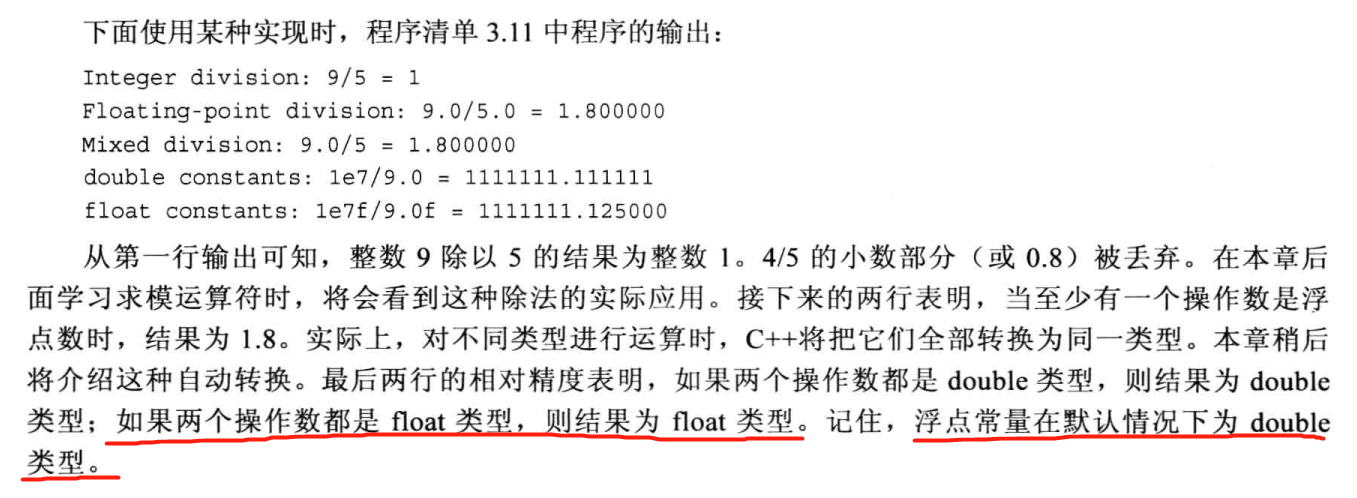 下面使用某种实现时，程序清单 3.11 中程序的输出：
Integer division: 9/5 = 1
Floating-point division: 9.0/5.0 = 1.800000
Mixed division: 9.0/5 = 1.800000
double constants: 1e7/9.0 = 1111111.111111
float constants: 1e7f/9.0f = 1111111.125000
从第一行输出可知，整数 9 除以 5 的结果为整数 1。4/5 的小数部分（或 0.8）被丢弃。在本章后
面学习求模运算符时，将会看到这种除法的实际应用。接下来的两行表明，当至少有一个操作数是浮
点数时，结果为 1.8。实际上，对不同类型进行运算时，C++将把它们全部转换为同一类型。本章稍后
将介绍这种自动转换。最后两行的相对精度表明，如果两个操作数都是 double 类型，则结果为 double
类型；如果两个操作数都是 float 类型，则结果为 float 类型。记住，浮点常量在默认情况下为 double
类型。